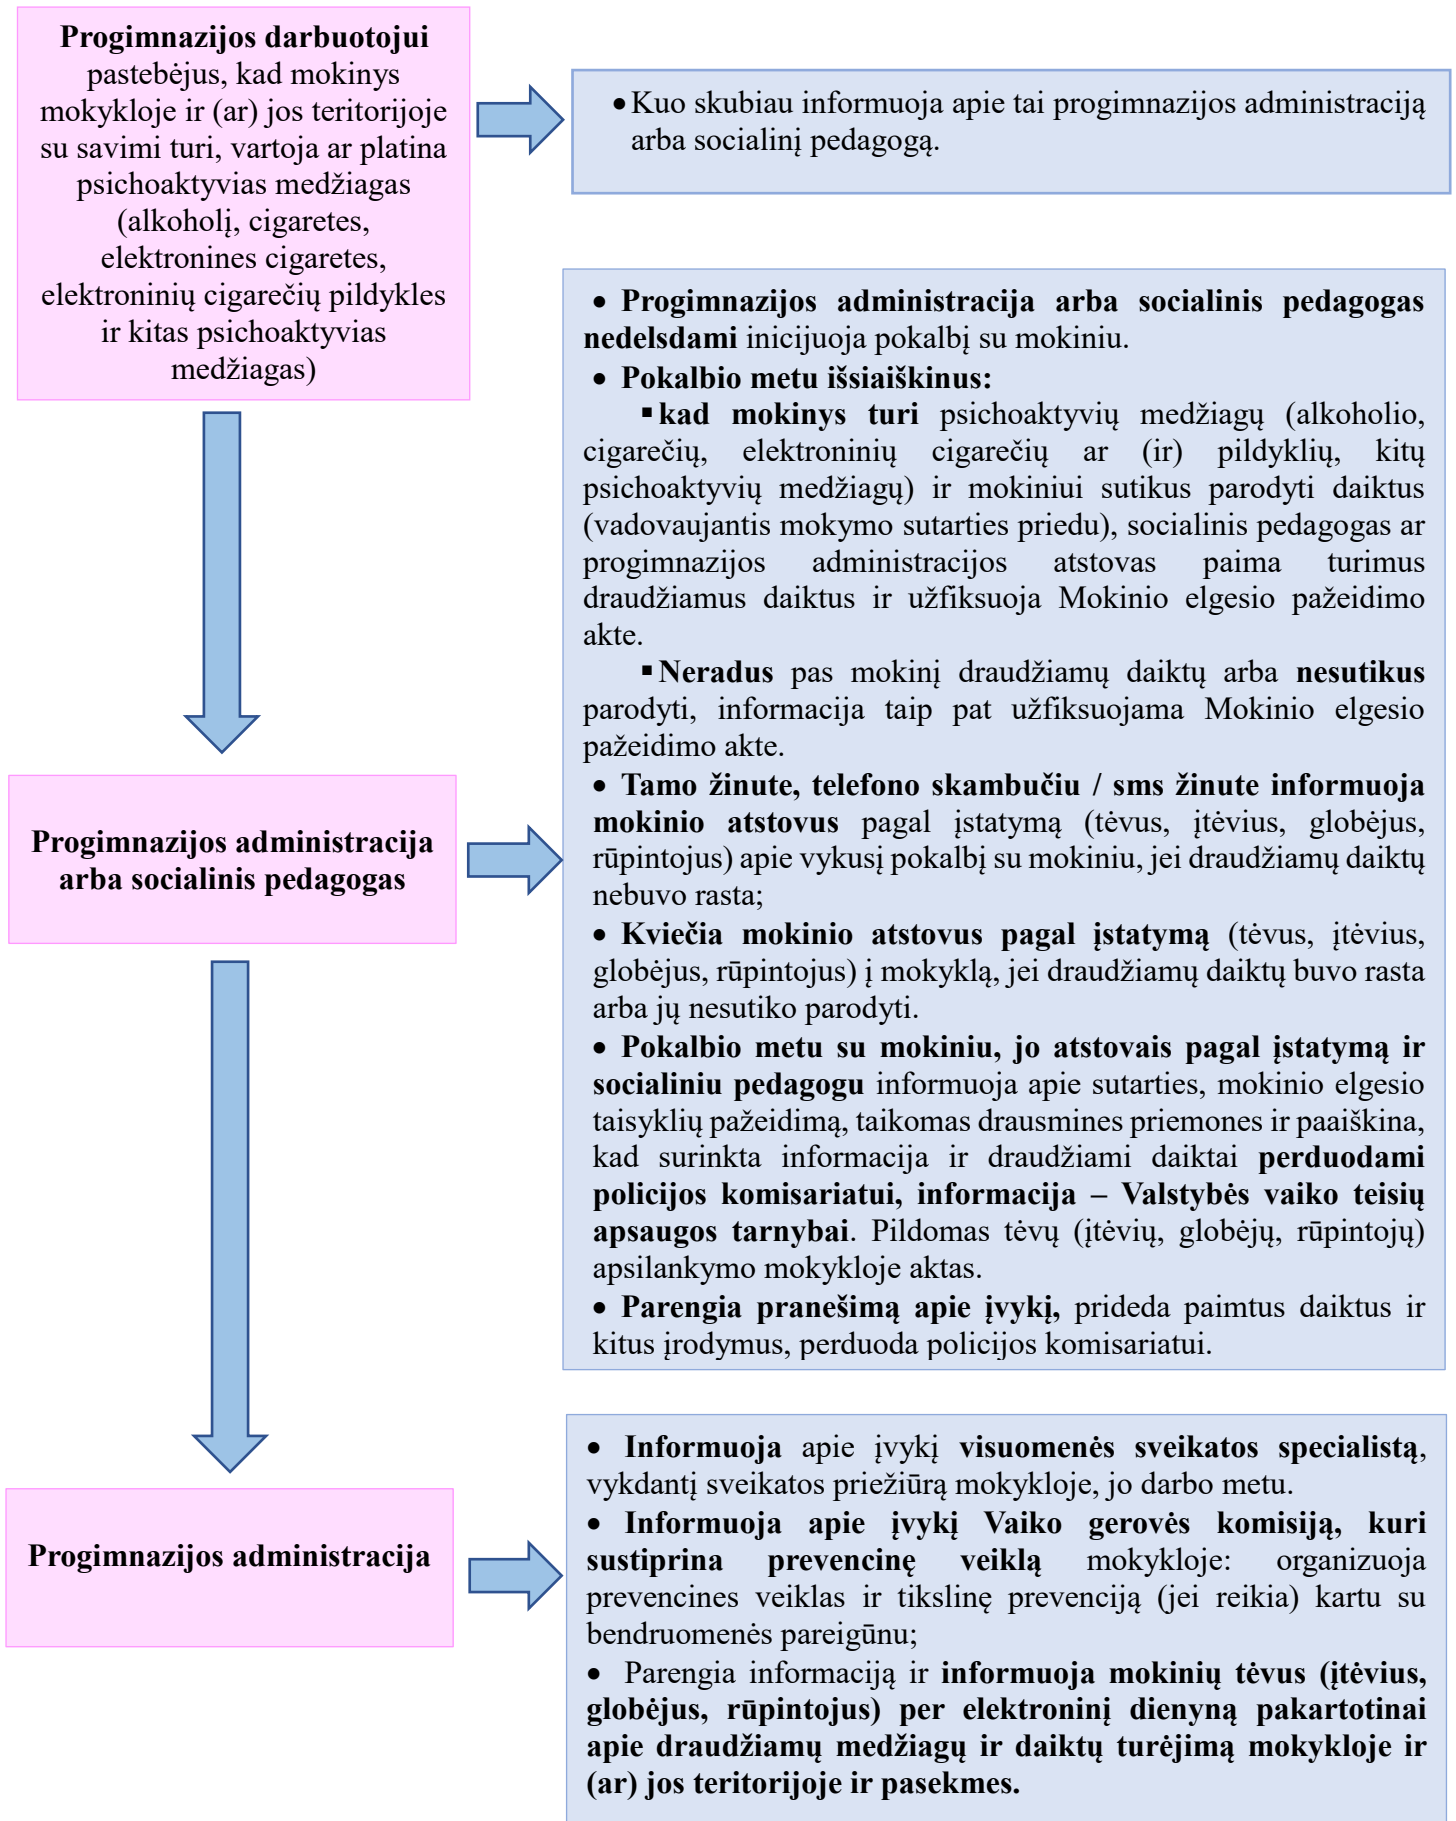 Progimnazijos darbuotojui
pastebėjus, kad mokinys
mokykloje ir (ar) jos teritorijoje
su savimi turi, vartoja ar platina
psichoaktyvias medžiagas
(alkoholį, cigaretes,
elektronines cigaretes,
elektroninių cigarečių pildykles
ir kitas psichoaktyvias
medžiagas)
• Kuo skubiau informuoja apie tai progimnazijos administraciją
arba socialinį pedagogą.
Progimnazijos administracija
arba socialinis pedagogas
• Progimnazijos administracija arba socialinis pedagogas
nedelsdami inicijuoja pokalbį su mokiniu.
• Pokalbio metu išsiaiškinus:
▪ kad mokinys turi psichoaktyvių medžiagų (alkoholio,
cigarečių, elektroninių cigarečių ar (ir) pildyklių, kitų
psichoaktyvių medžiagų) ir mokiniui sutikus parodyti daiktus
(vadovaujantis mokymo sutarties priedu), socialinis pedagogas ar
progimnazijos administracijos atstovas paima turimus
draudžiamus daiktus ir užfiksuoja Mokinio elgesio pažeidimo
akte.
▪ Neradus pas mokinį draudžiamų daiktų arba nesutikus
parodyti, informacija taip pat užfiksuojama Mokinio elgesio
pažeidimo akte.
• Tamo žinute, telefono skambučiu / sms žinute informuoja
mokinio atstovus pagal įstatymą (tėvus, įtėvius, globėjus,
rūpintojus) apie vykusį pokalbį su mokiniu, jei draudžiamų daiktų
nebuvo rasta;
• Kviečia mokinio atstovus pagal įstatymą (tėvus, įtėvius,
globėjus, rūpintojus) į mokyklą, jei draudžiamų daiktų buvo rasta
arba jų nesutiko parodyti.
• Pokalbio metu su mokiniu, jo atstovais pagal įstatymą ir
socialiniu pedagogu informuoja apie sutarties, mokinio elgesio
taisyklių pažeidimą, taikomas drausmines priemones ir paaiškina,
kad surinkta informacija ir draudžiami daiktai perduodami
policijos komisariatui, informacija – Valstybės vaiko teisių
apsaugos tarnybai. Pildomas tėvų (įtėvių, globėjų, rūpintojų)
apsilankymo mokykloje aktas.
• Parengia pranešimą apie įvykį, prideda paimtus daiktus ir
kitus įrodymus, perduoda policijos komisariatui.
Progimnazijos administracija
• Informuoja apie įvykį visuomenės sveikatos specialistą,
vykdantį sveikatos priežiūrą mokykloje, jo darbo metu.
• Informuoja apie įvykį Vaiko gerovės komisiją, kuri
sustiprina prevencinę veiklą mokykloje: organizuoja
prevencines veiklas ir tikslinę prevenciją (jei reikia) kartu su
bendruomenės pareigūnu;
• Parengia informaciją ir informuoja mokinių tėvus (įtėvius,
globėjus, rūpintojus) per elektroninį dienyną pakartotinai
apie draudžiamų medžiagų ir daiktų turėjimą mokykloje ir
(ar) jos teritorijoje ir pasekmes.